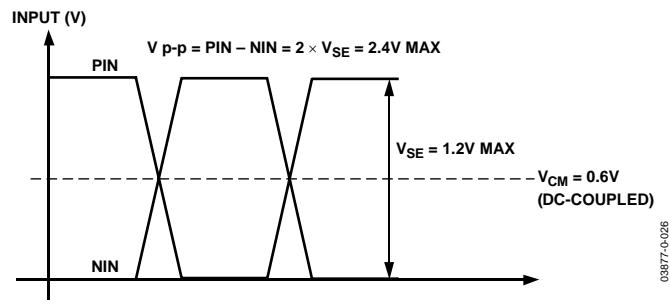 INPUT (V)
V p-p = PIN – NIN = 2 × VSE = 2.4V MAX
PIN
VSE = 1.2V MAX
VCM = 0.6V
(DC-COUPLED)
NIN
03877-0-026